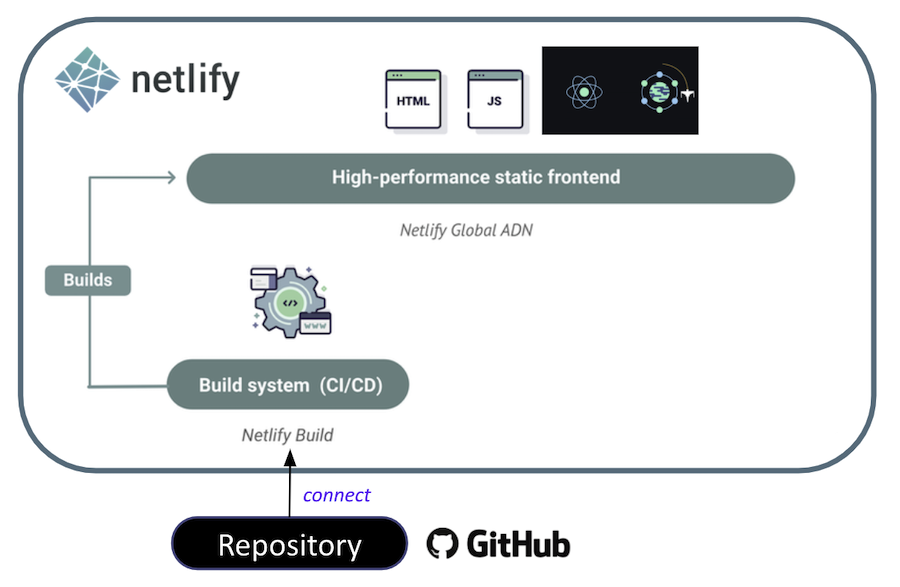 netlify
HTML
JS
High-performance static frontend
Netlify Global ADN
Builds
</>
www
Build system (CI/CD)
Netlify Build
connect
Repository
GitHub